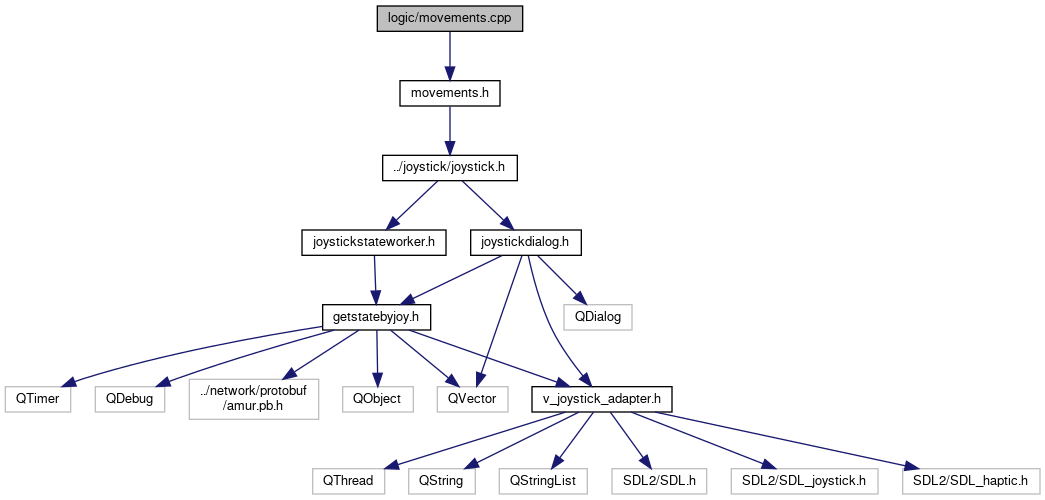 logic/movements.cpp
movements.h
../joystick/joystick.h
joystickstateworker.h
joystickdialog.h
getstatebyjoy.h
QDialog
QTimer
QDebug
../network/protobuf
/amur.pb.h
QObject
QVector
v_joystick_adapter.h
QThread
QString
QStringList
SDL2/SDL.h
SDL2/SDL_joystick.h
SDL2/SDL_haptic.h